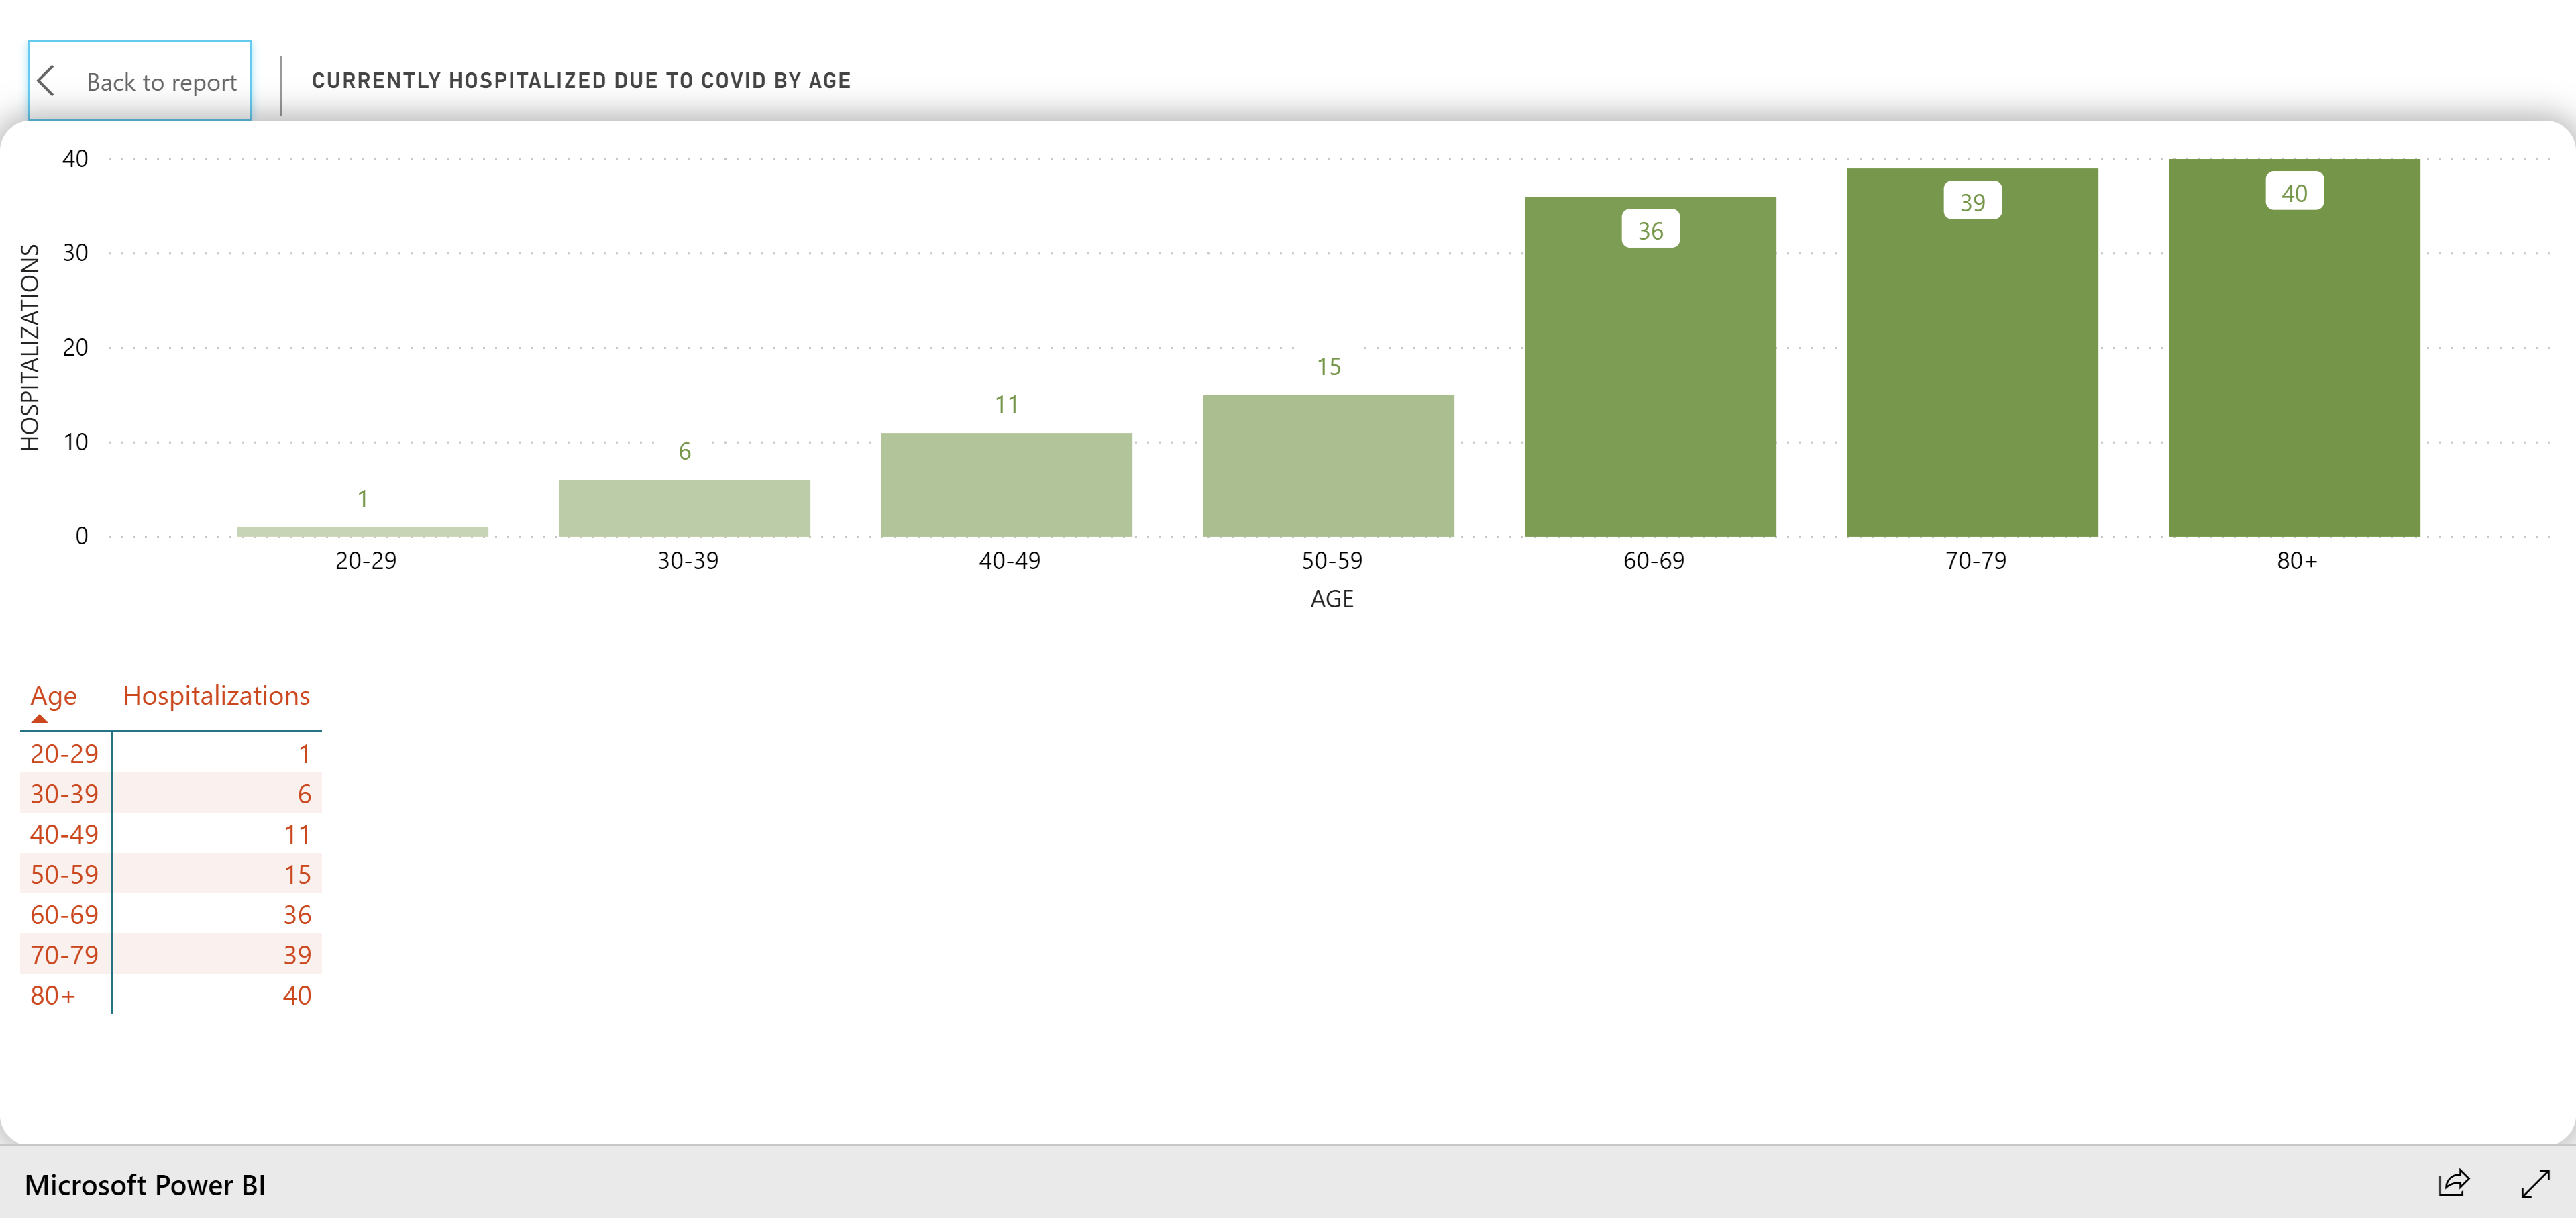 Back to report
CURRENTLY HOSPITALIZED DUE TO COVID BY AGE
HOSPITALIZATIONS
40
30
20
10
0
1
6
11
15
36
39
40
20-29 30-39 40-49 50-59 60-69 70-79 80+
AGE
Age Hospitalizations
20-29 1
30-39 6
40-49 11
50-59 15
60-69 36
70-79 39
80+ 40
Microsoft Power BI